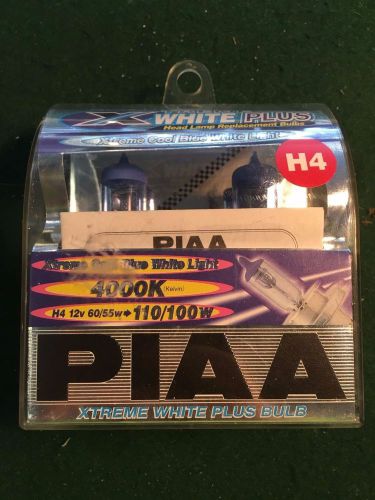 X WHITE PLUS
Head Lamp Replacement Bulbs
Xtreme Cool Blue White Light
H4
PIAA
Xtreme Cool Blue White Light
4000K (Kelvin)
H4 12v 60/55w➔110/100w
PIAA
XTREME WHITE PLUS BULB